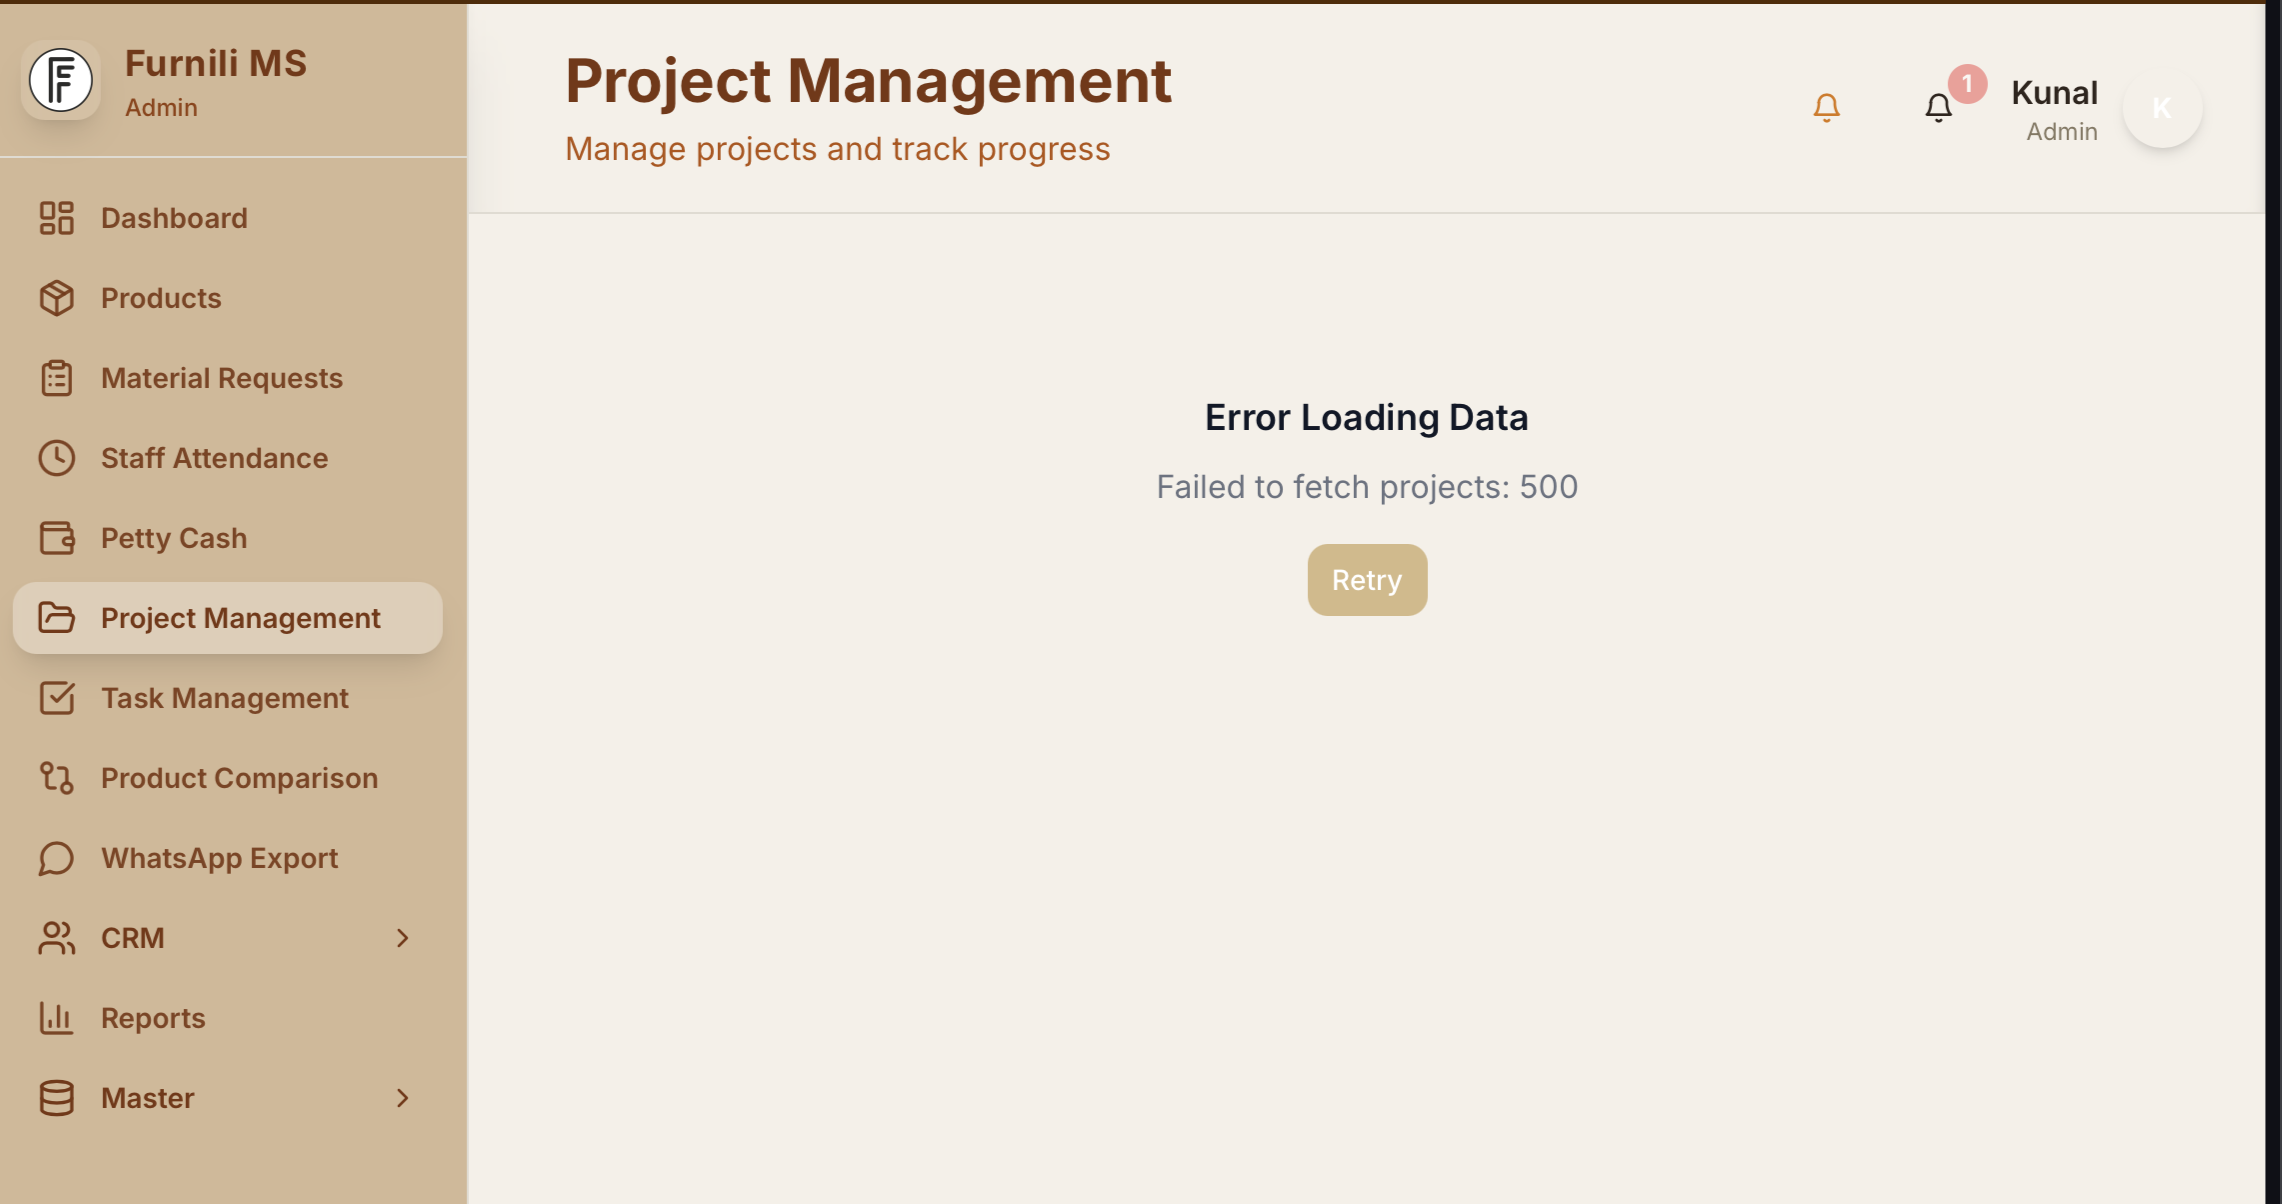 Furnili MS
Admin
Dashboard
Products
Material Requests
Staff Attendance
Petty Cash
Project Management
Task Management
Product Comparison
WhatsApp Export
CRM
Reports
Master
Project Management
Manage projects and track progress
1
Kunal
Admin
K
Error Loading Data
Failed to fetch projects: 500
Retry